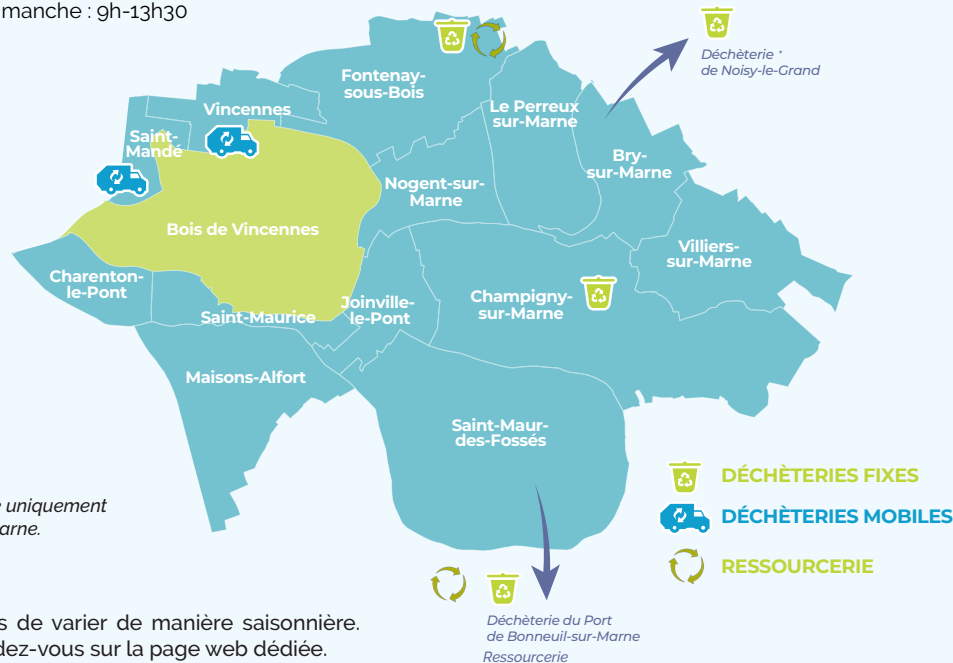 manche : 9h-13h30
Déchèterie *
de Noisy-le-Grand
Fontenay-
sous-Bois
Vincennes
Le Perreux
sur-Marne
Saint-
Mandé
Bry-
sur-Marne
Nogent-sur-
Marne
Bois de Vincennes
Villiers-
sur-Marne
Charenton-
le-Pont
Saint-Maurice
Joinville-
le-Pont
Champigny-
sur-Marne
Maisons-Alfort
Saint-Maur-
des-Fossés
DÉCHÈTERIES FIXES
DÉCHÈTERIES MOBILES
RESSOURCERIE
uniquement
arne.
Déchèterie du Port
de Bonneuil-sur-Marne
Ressourcerie
s de varier de manière saisonnière.
dez-vous sur la page web dédiée.